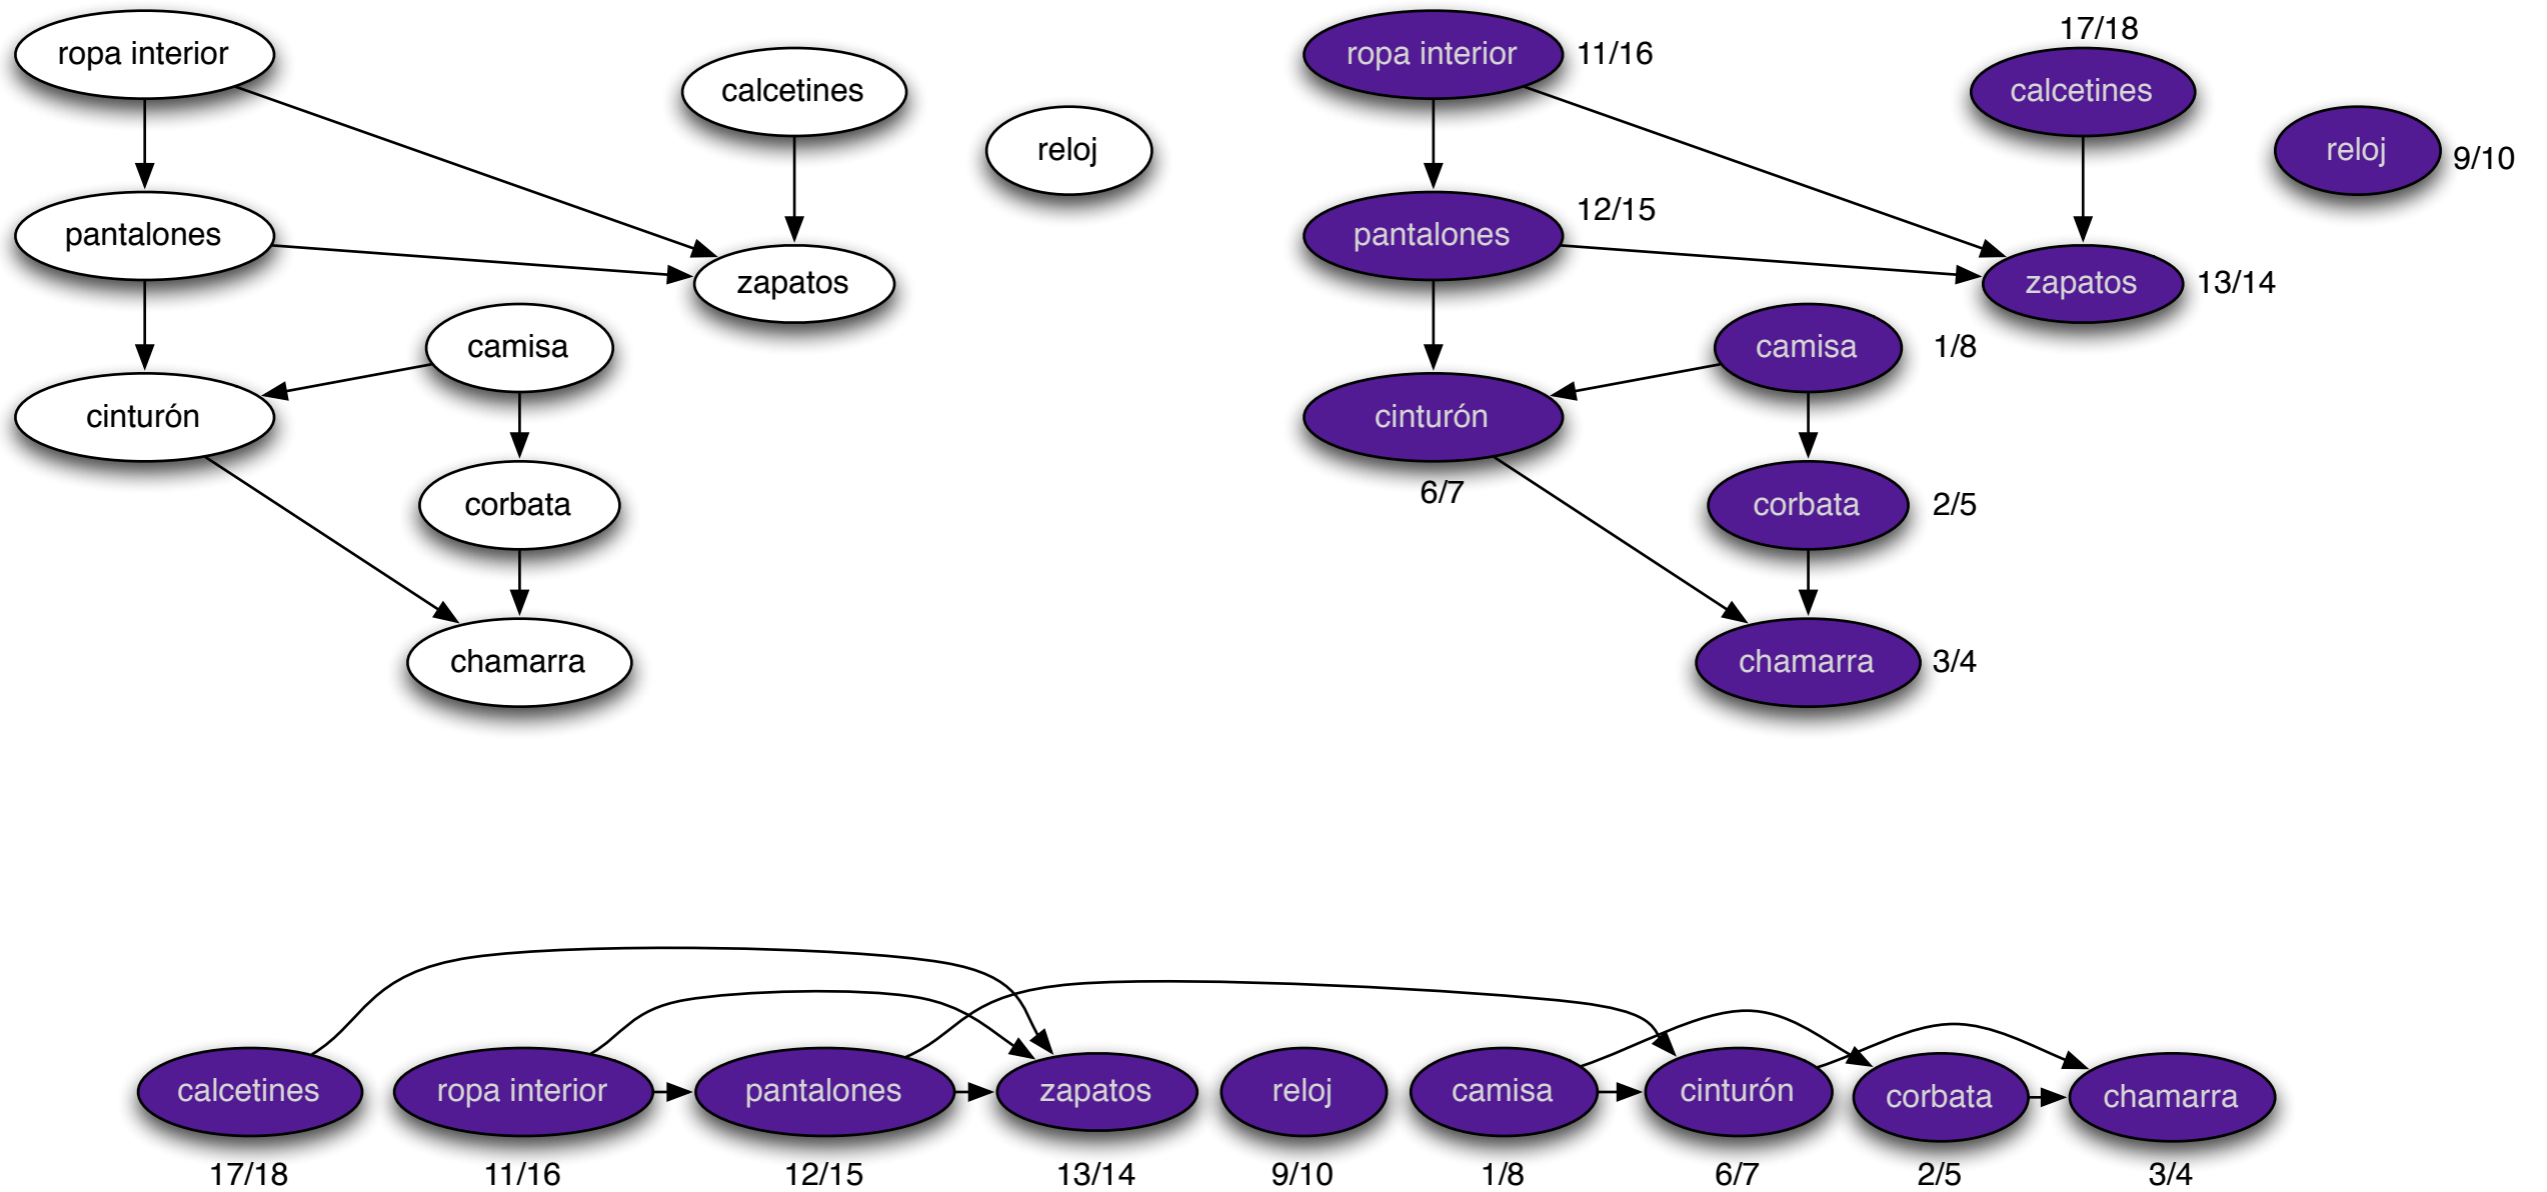 ropa interior
calcetines
reloj
pantalones
zapatos
camisa
cinturón
corbata
chamarra
17/18
ropa interior 11/16
calcetines
reloj 9/10
pantalones 12/15
zapatos 13/14
camisa 1/8
cinturón
6/7
corbata 2/5
chamarra 3/4
calcetines ropa interior pantalones zapatos reloj camisa cinturón corbata chamarra
17/18 11/16 12/15 13/14 9/10 1/8 6/7 2/5 3/4